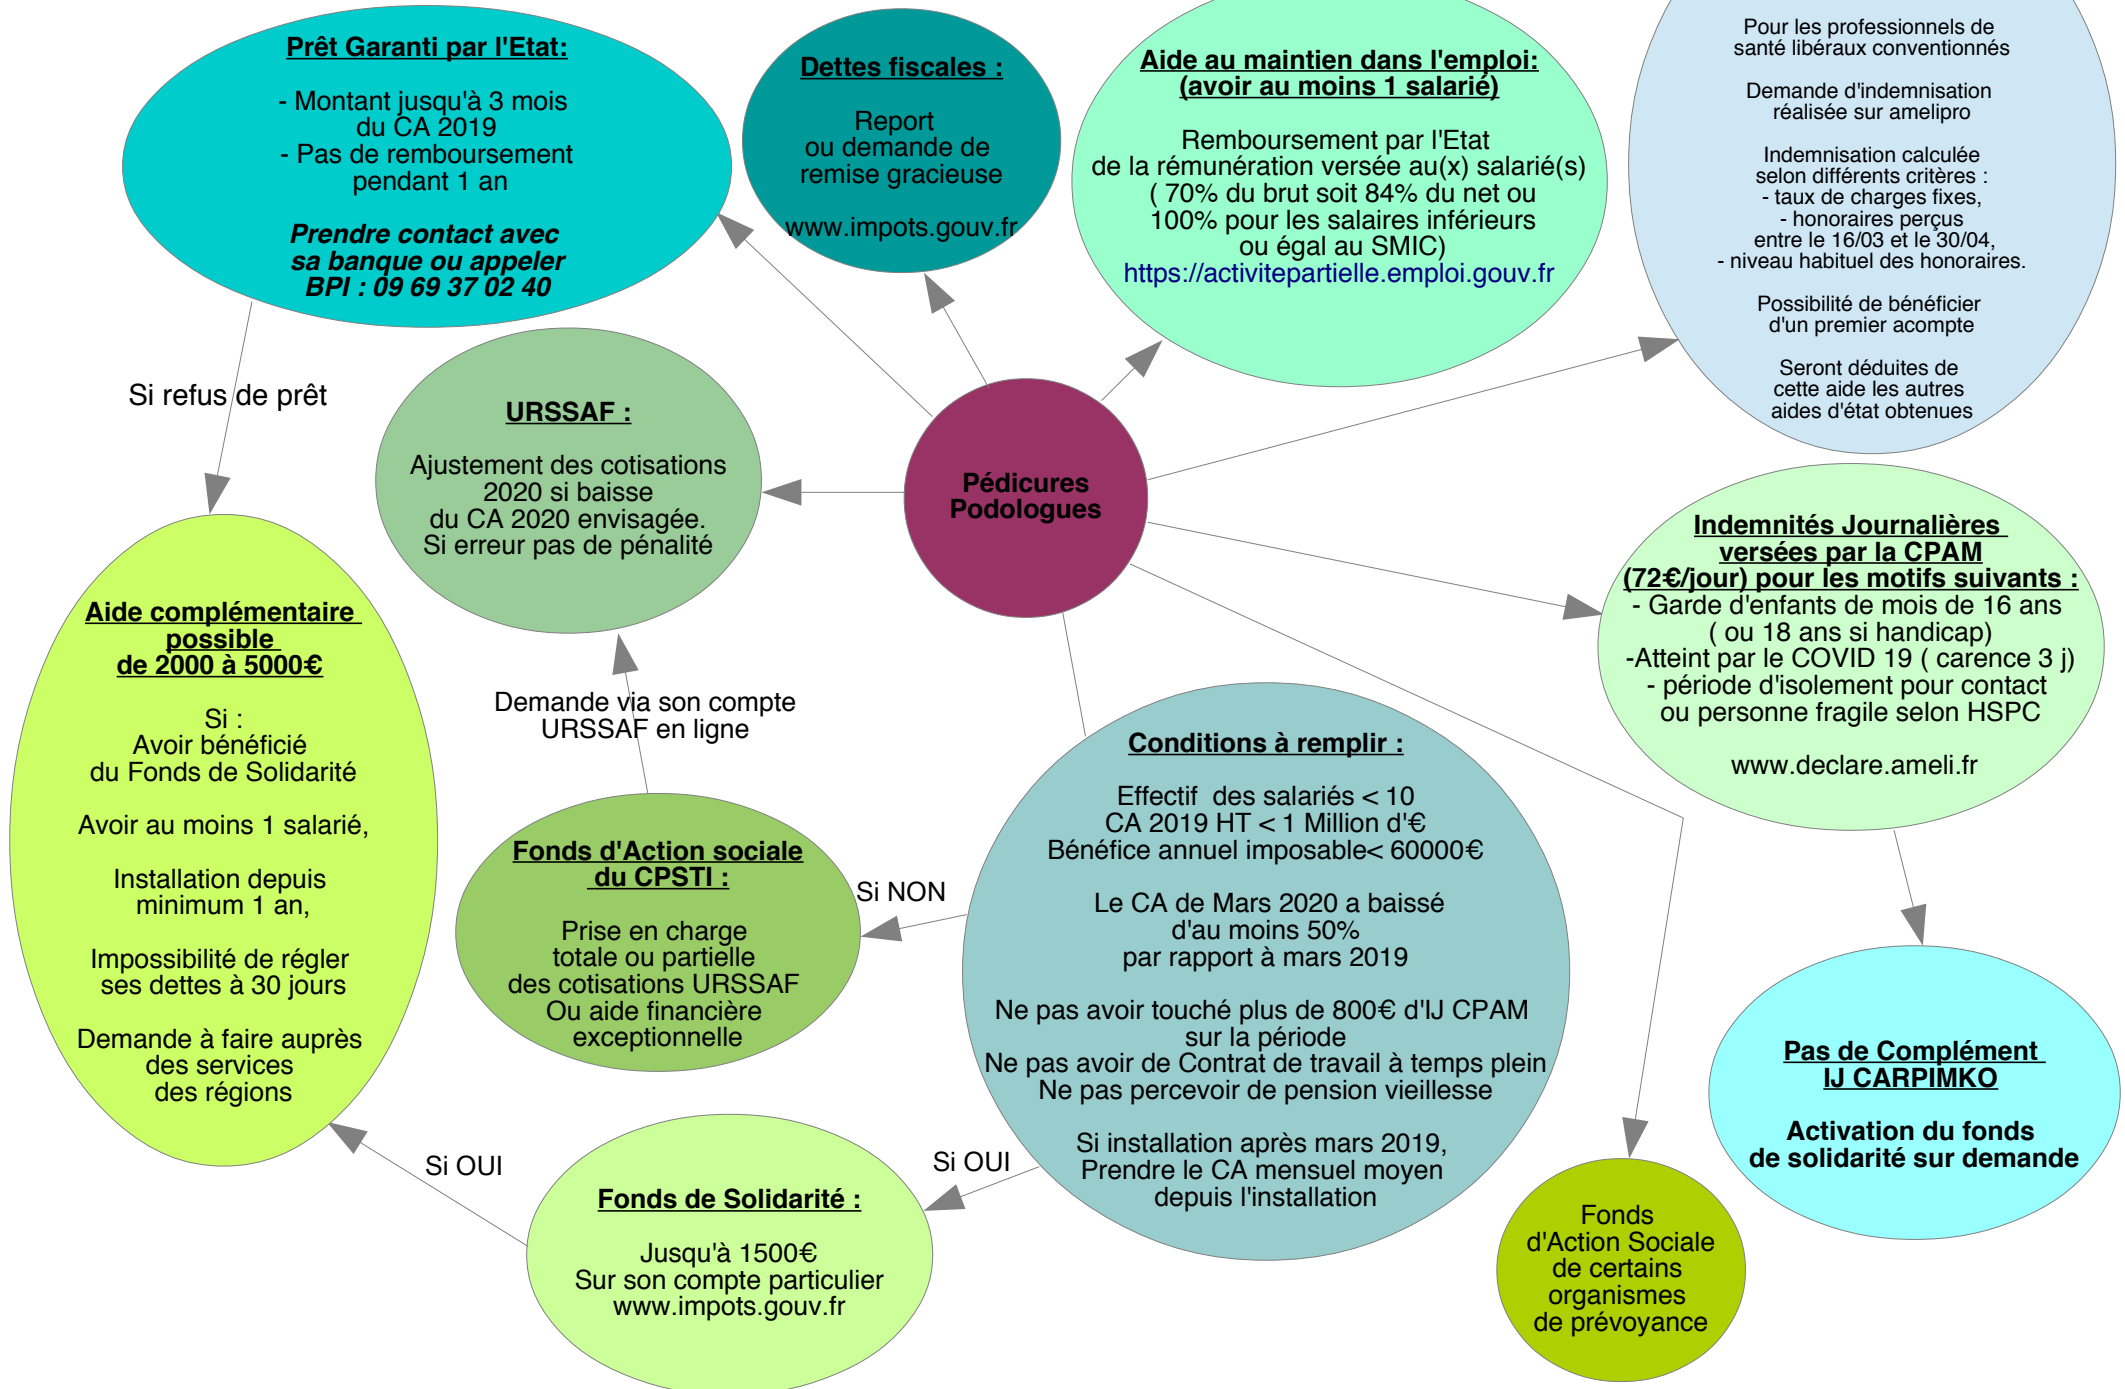 Prêt Garanti par l'Etat:
- Montant jusqu'à 3 mois
du CA 2019
- Pas de remboursement
pendant 1 an
Prendre contact avec
sa banque ou appeler
BPI : 09 69 37 02 40
Dettes fiscales :
Report
ou demande de
remise gracieuse
www.impots.gouv.fr
Aide au maintien dans l'emploi:
(avoir au moins 1 salarié)
Remboursement par l'Etat
de la rémunération versée au(x) salarié(s)
( 70% du brut soit 84% du net ou
100% pour les salaires inférieurs
ou égal au SMIC)
https://activitepartielle.emploi.gouv.fr
Pour les professionnels de
santé libéraux conventionnés
Demande d'indemnisation
réalisée sur amelipro
Indemnisation calculée
selon différents critères :
- taux de charges fixes,
- honoraires perçus
entre le 16/03 et le 30/04,
- niveau habituel des honoraires.
Possibilité de bénéficier
d'un premier acompte
Seront déduites de
cette aide les autres
aides d'état obtenues
Si refus de prêt
URSSAF :
Ajustement des cotisations
2020 si baisse
du CA 2020 envisagée.
Si erreur pas de pénalité
Pédicures
Podologues
Indemnités Journalières
versées par la CPAM
(72€/jour) pour les motifs suivants :
- Garde d'enfants de mois de 16 ans
( ou 18 ans si handicap)
-Atteint par le COVID 19 ( carence 3 j)
- période d'isolement pour contact
ou personne fragile selon HSPC
www.declare.ameli.fr
Aide complémentaire
possible
de 2000 à 5000€
Si :
Avoir bénéficié
du Fonds de Solidarité
Avoir au moins 1 salarié,
Installation depuis
minimum 1 an,
Impossibilité de régler
ses dettes à 30 jours
Demande à faire auprès
des services
des régions
Demande via son compte
URSSAF en ligne
Fonds d'Action sociale
du CPSTI :
Prise en charge
totale ou partielle
des cotisations URSSAF
Ou aide financière
exceptionnelle
Si NON
Conditions à remplir :
Effectif des salariés < 10
CA 2019 HT < 1 Million d'€
Bénéfice annuel imposable< 60000€
Le CA de Mars 2020 a baissé
d'au moins 50%
par rapport à mars 2019
Ne pas avoir touché plus de 800€ d'IJ CPAM
sur la période
Ne pas avoir de Contrat de travail à temps plein
Ne pas percevoir de pension vieillesse
Si installation après mars 2019,
Prendre le CA mensuel moyen
depuis l'installation
Pas de Complément
IJ CARPIMKO
Activation du fonds
de solidarité sur demande
Si OUI
Si OUI
Fonds de Solidarité :
Jusqu'à 1500€
Sur son compte particulier
www.impots.gouv.fr
Fonds
d'Action Sociale
de certains
organismes
de prévoyance